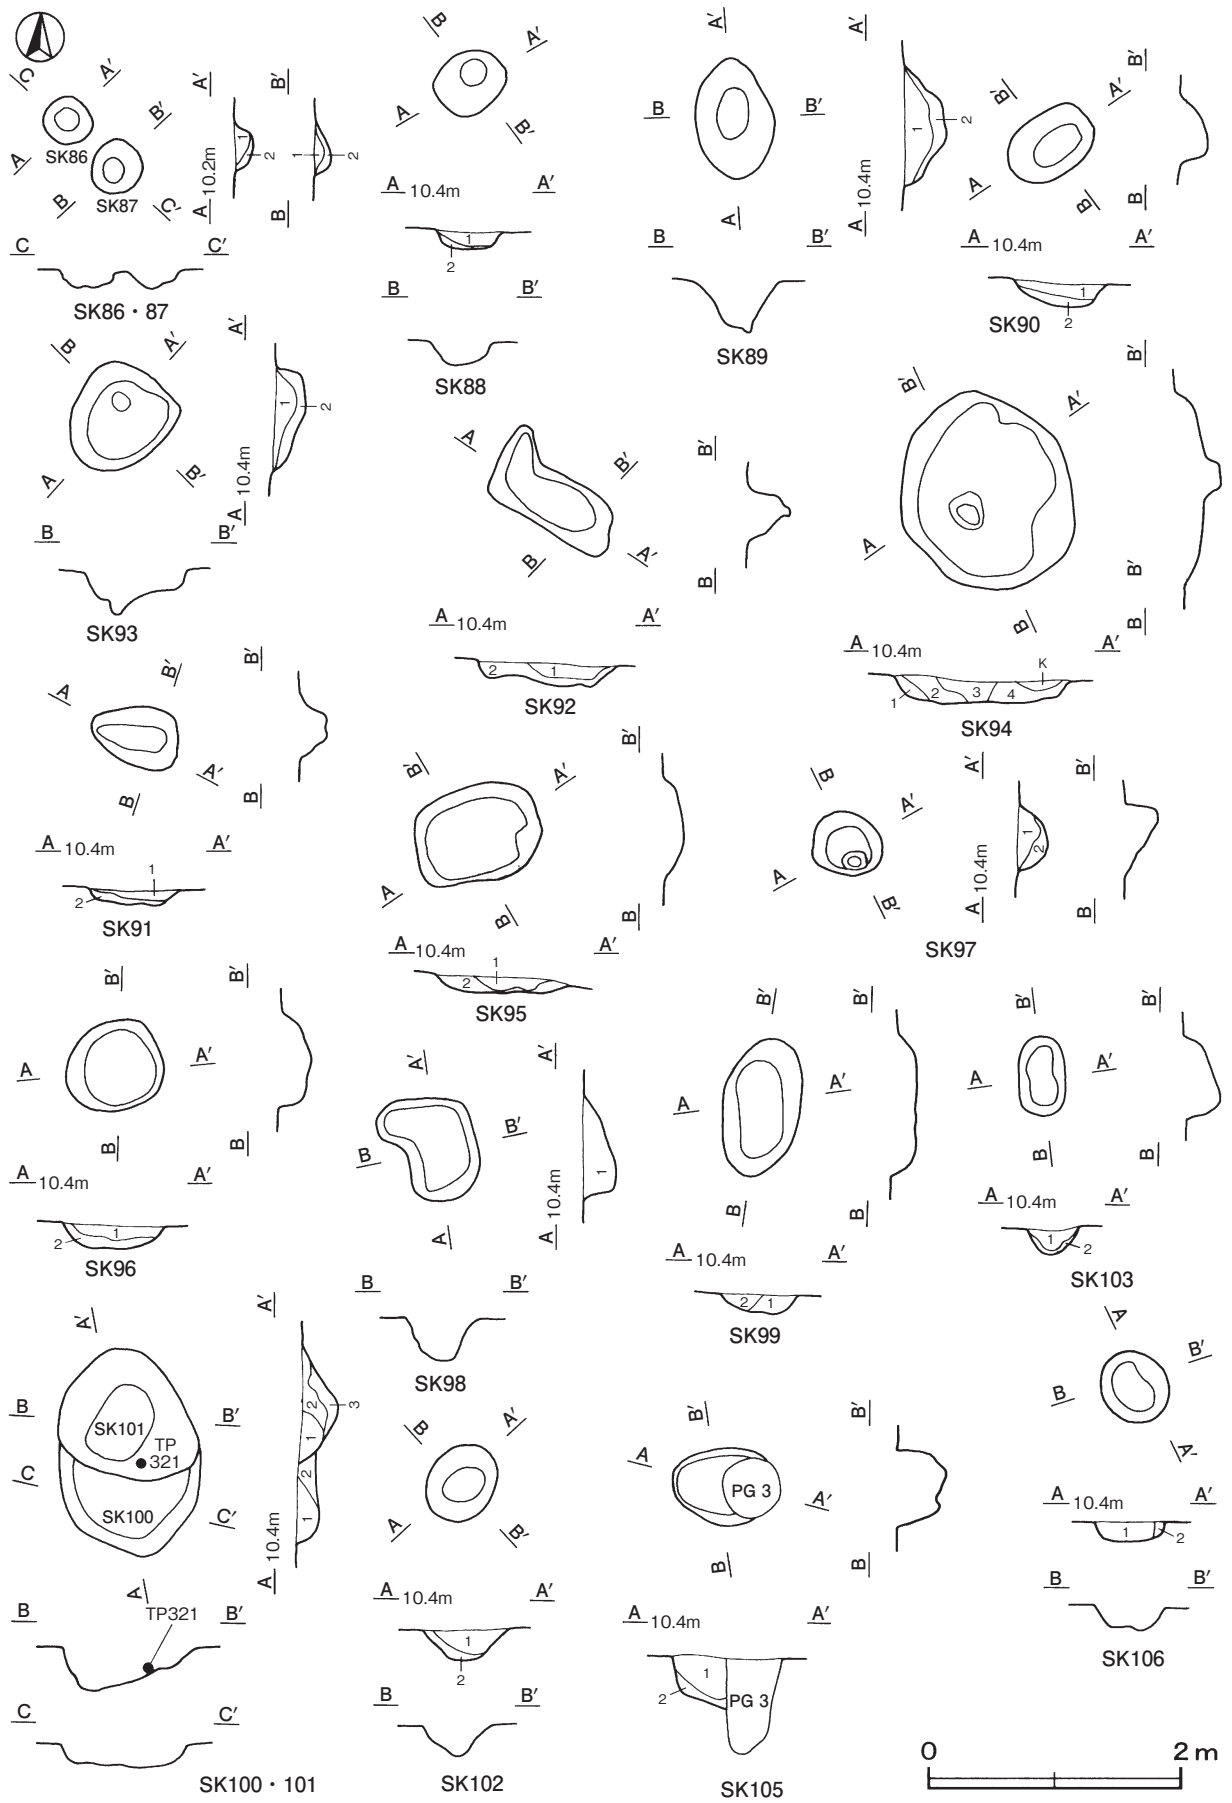 C
A′
B′
SK86
A
SK87
B
C′
A′
A 10.2m
1
2
B′
B
1
2
C
C′
SK86・87
B
A′
A
B′
A 10.4m
A′
1
2
B
B′
SK88
A′
B
B′
A
A′
A 10.4m
1
2
B
B′
SK89
B′
A′
A
B
B′
B
A 10.4m
A′
1
2
SK90
B
A′
A
B′
A′
A 10.4m
1
2
B
B′
SK93
A
B′
B
A′
B′
B
A 10.4m
A′
2
1
SK92
B′
A′
A
B
B′
B′
B
A 10.4m
A′
K
1
2
3
4
SK94
A
B′
A′
B
B′
B
A 10.4m
A′
1
2
SK91
B′
A′
A
B
B′
B
A 10.4m
A′
1
2
SK95
B
A′
A
B′
A′
A 10.4m
1
2
B′
B
SK97
B′
A
A′
B
B′
B
A 10.4m
A′
1
2
SK96
A′
B
B′
A
A′
A 10.4m
1
B
B′
SK98
B′
A
A′
B
B′
B
A 10.4m
A′
2
1
SK99
B′
A
A′
B
B′
B
A 10.4m
A′
1
2
SK103
A′
B
B′
SK101
TP
321
C
C′
SK100
A
A′
A 10.4m
2
3
1
2
1
B
TP321
B′
C
C′
SK100・101
B
A′
A
B′
A 10.4m
A′
1
2
B
B′
SK102
B′
A
PG 3
A′
B
B′
B
A 10.4m
A′
1
2
PG 3
SK105
A
B′
B
A′
A 10.4m
A′
1
2
B
B′
SK106
0
2 m